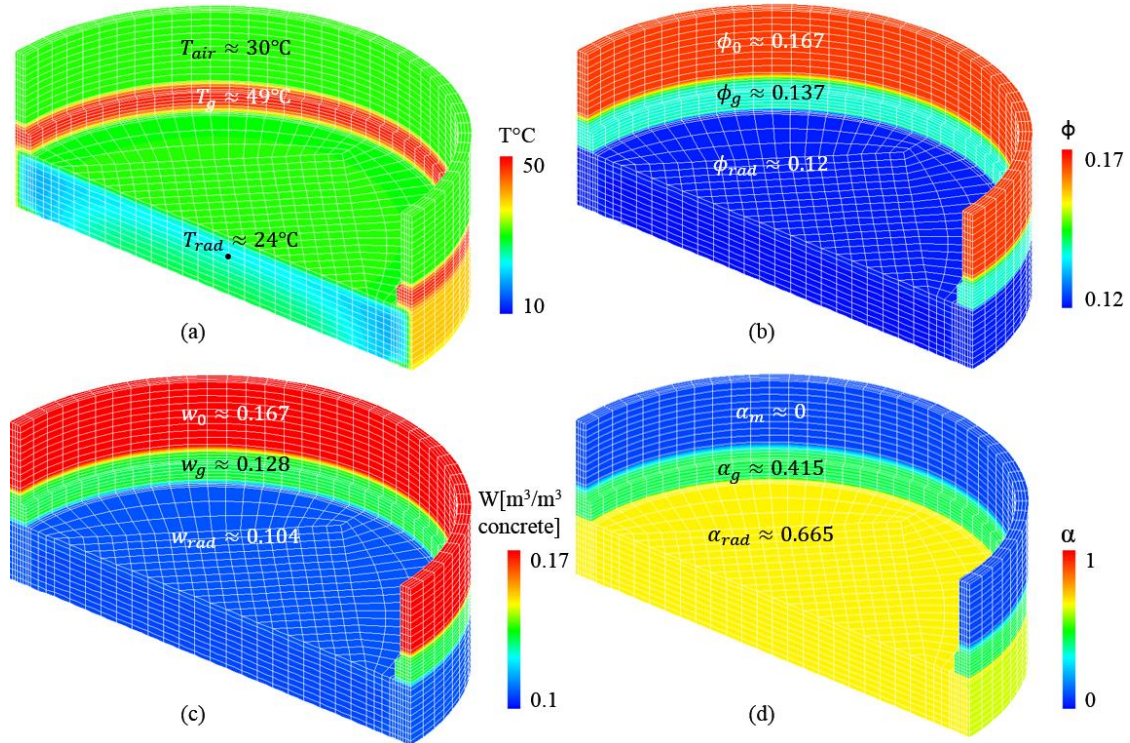 T_air ≈ 30°C
T_g ≈ 49°C
T_rad ≈ 24°C
T°C
50
10
(a)
ϕ_0 ≈ 0.167
ϕ_g ≈ 0.137
ϕ_rad ≈ 0.12
ϕ
0.17
0.12
(b)
w_0 ≈ 0.167
w_g ≈ 0.128
w_rad ≈ 0.104
W[m³/m³
concrete]
0.17
0.1
(c)
α_m ≈ 0
α_g ≈ 0.415
α_rad ≈ 0.665
α
1
0
(d)